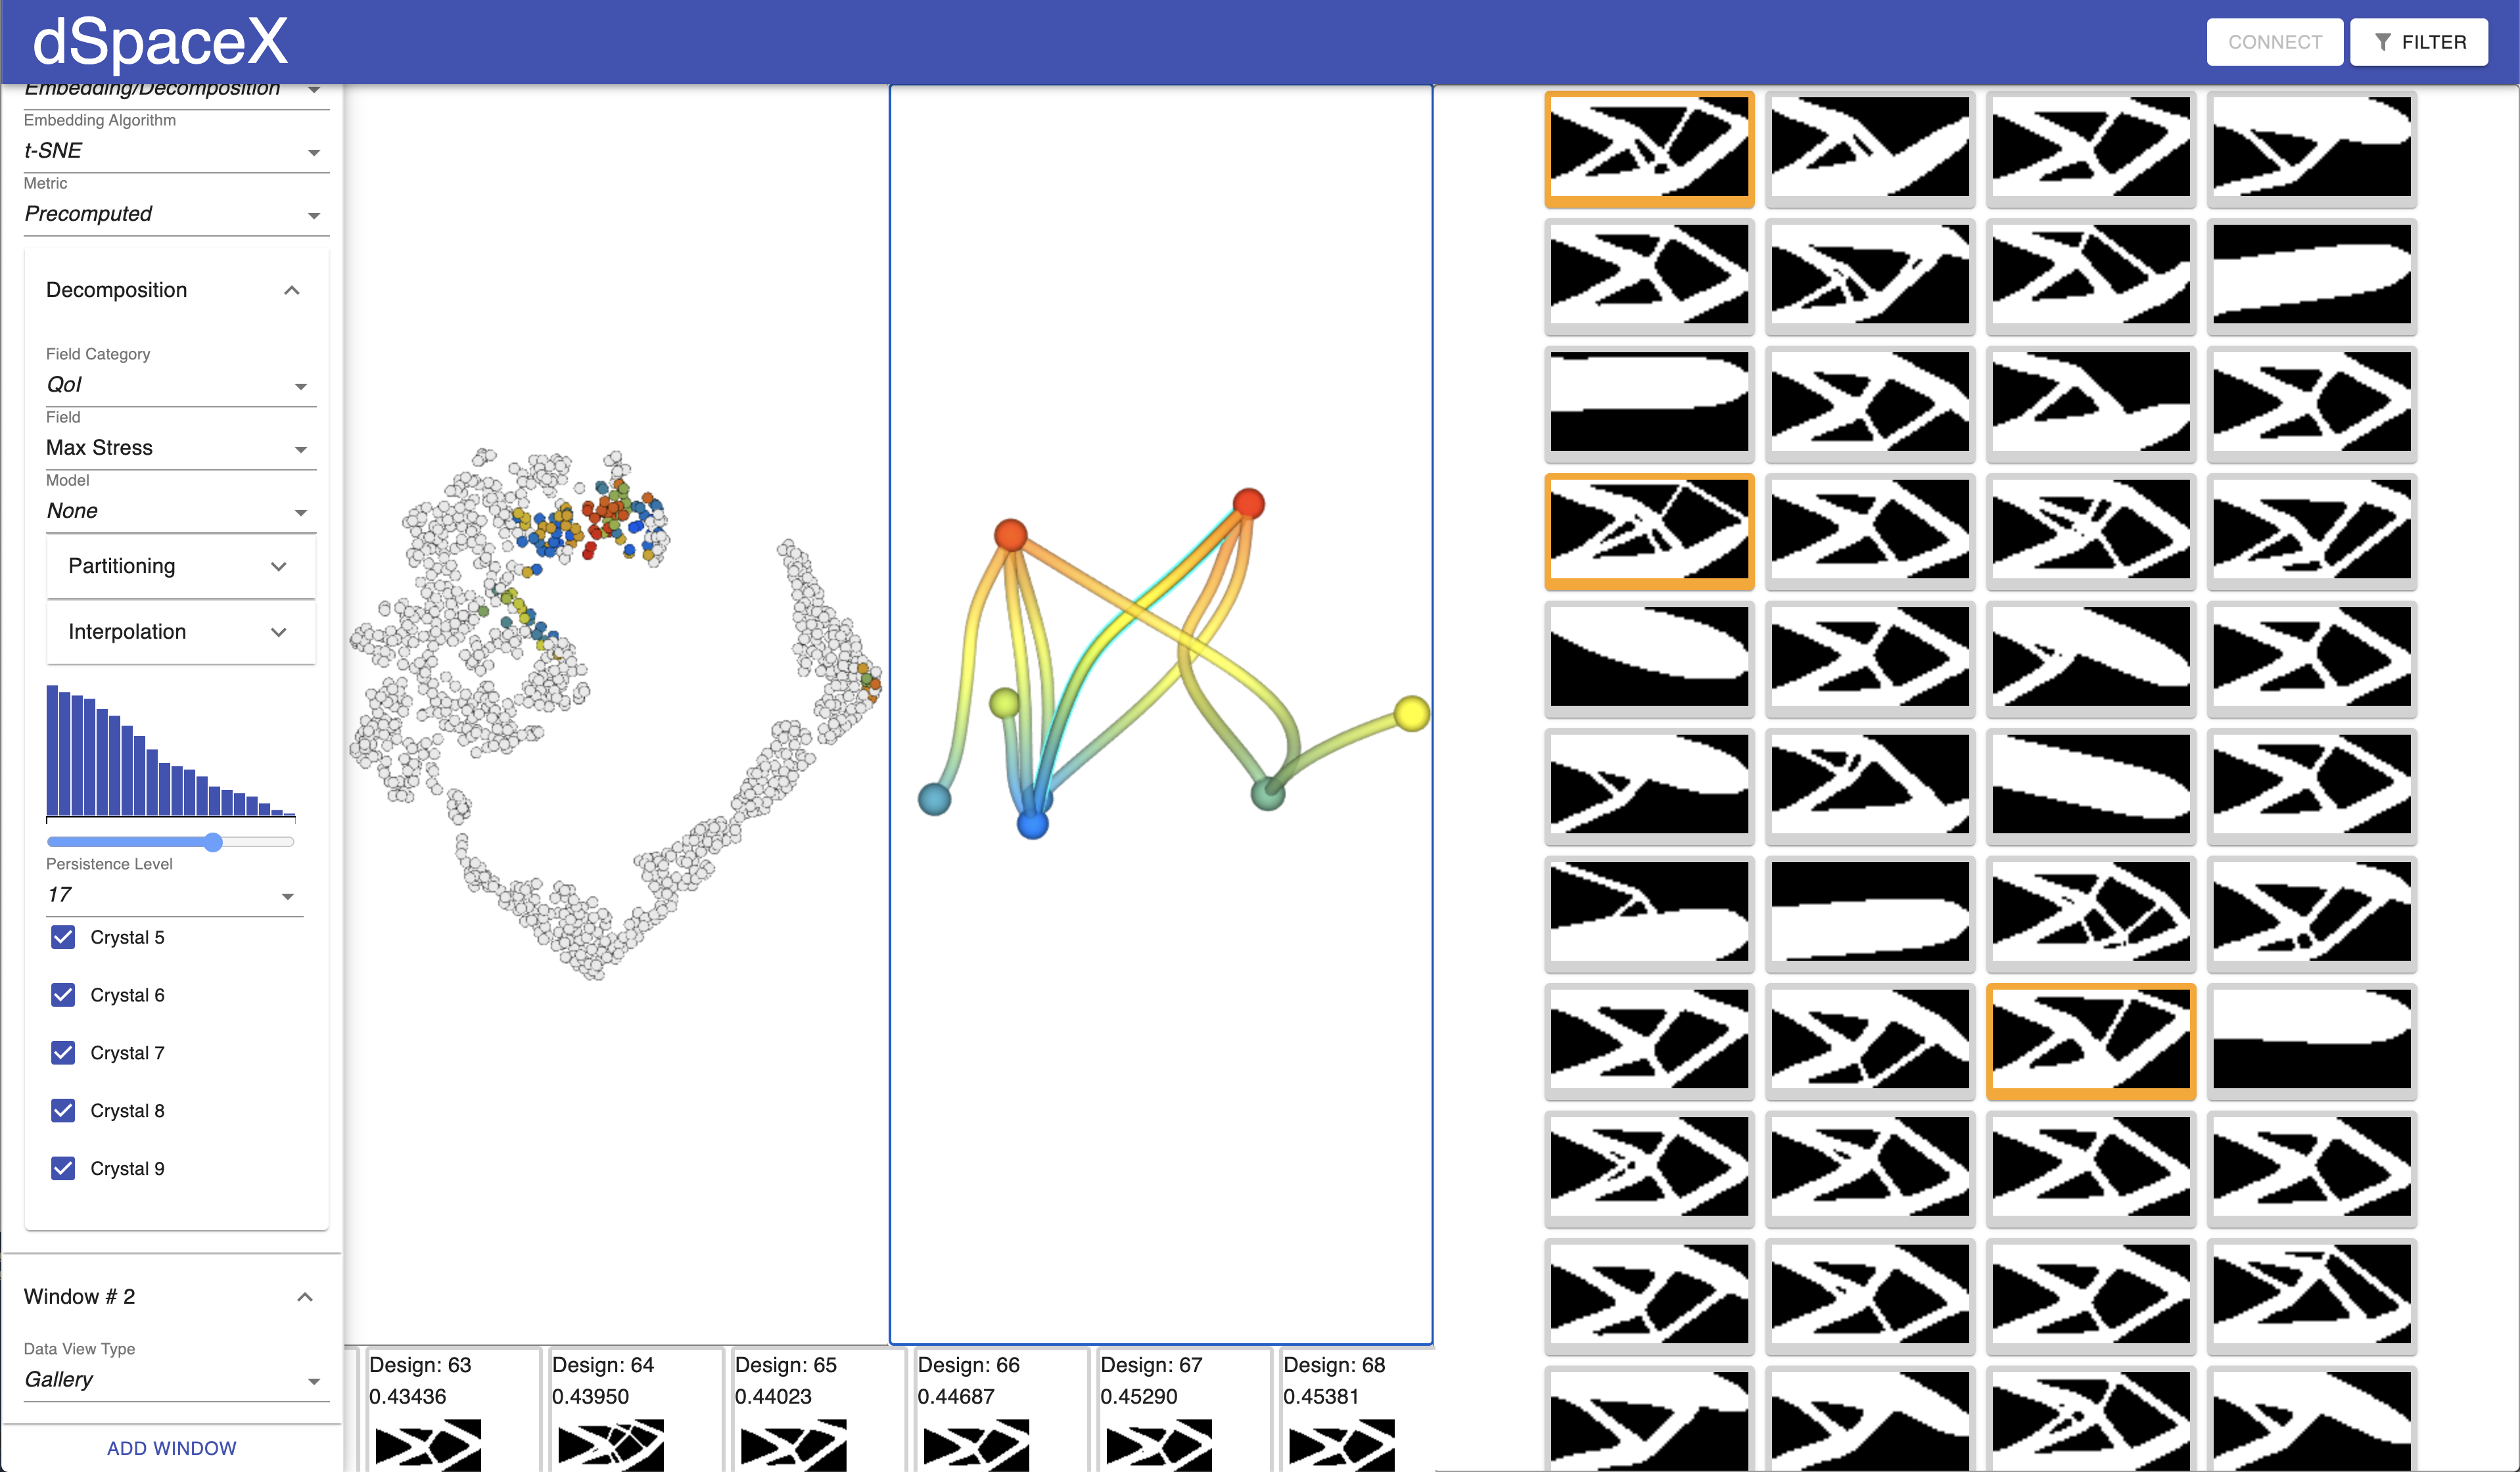 dSpaceX
CONNECT
FILTER
Embedding/Decomposition
Embedding Algorithm
t-SNE
Metric
Precomputed
Decomposition
Field Category
QoI
Field
Max Stress
Model
None
Partitioning
Interpolation
Persistence Level
17
Crystal 5
Crystal 6
Crystal 7
Crystal 8
Crystal 9
Window # 2
Data View Type
Gallery
ADD WINDOW
Design: 63
0.43436
Design: 64
0.43950
Design: 65
0.44023
Design: 66
0.44687
Design: 67
0.45290
Design: 68
0.45381